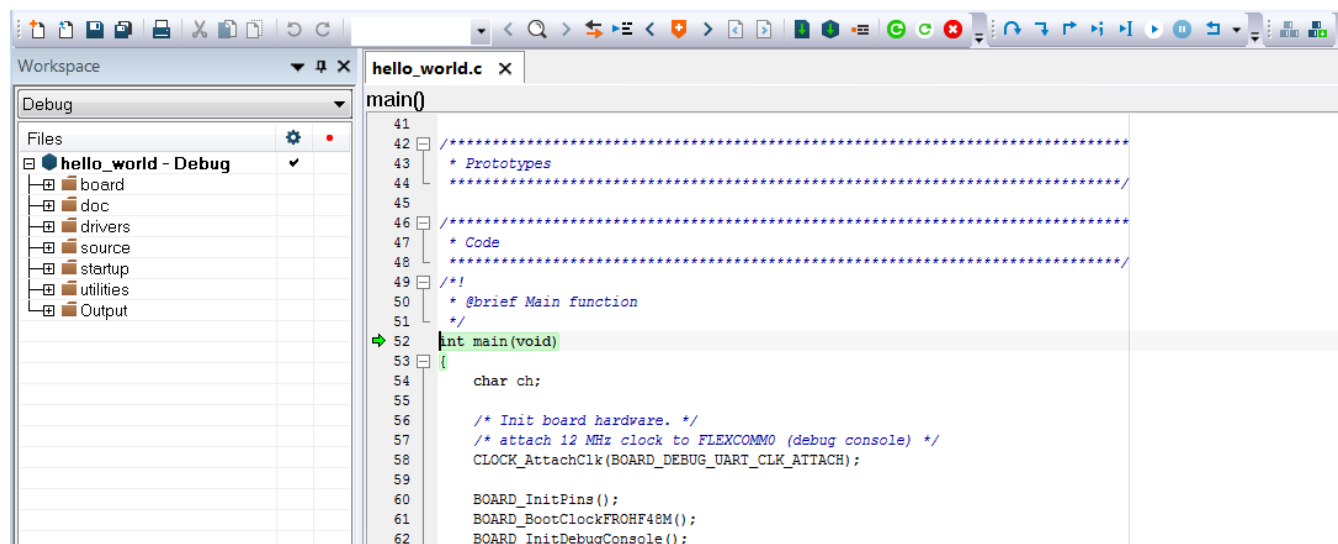 Workspace
hello_world.c
Debug
main()
Files
hello_world - Debug
board
doc
drivers
source
startup
utilities
Output
41
42 /*******************************************************************************
43  * Prototypes
44  ******************************************************************************/
45
46 /*******************************************************************************
47  * Code
48  ******************************************************************************/
49 /*!
50  * @brief Main function
51  */
52 int main(void)
53 {
54     char ch;
55
56     /* Init board hardware. */
57     /* attach 12 MHz clock to FLEXCOMM0 (debug console) */
58     CLOCK_AttachClk(BOARD_DEBUG_UART_CLK_ATTACH);
59
60     BOARD_InitPins();
61     BOARD_BootClockFROHF48M();
62     BOARD_InitDebugConsole();